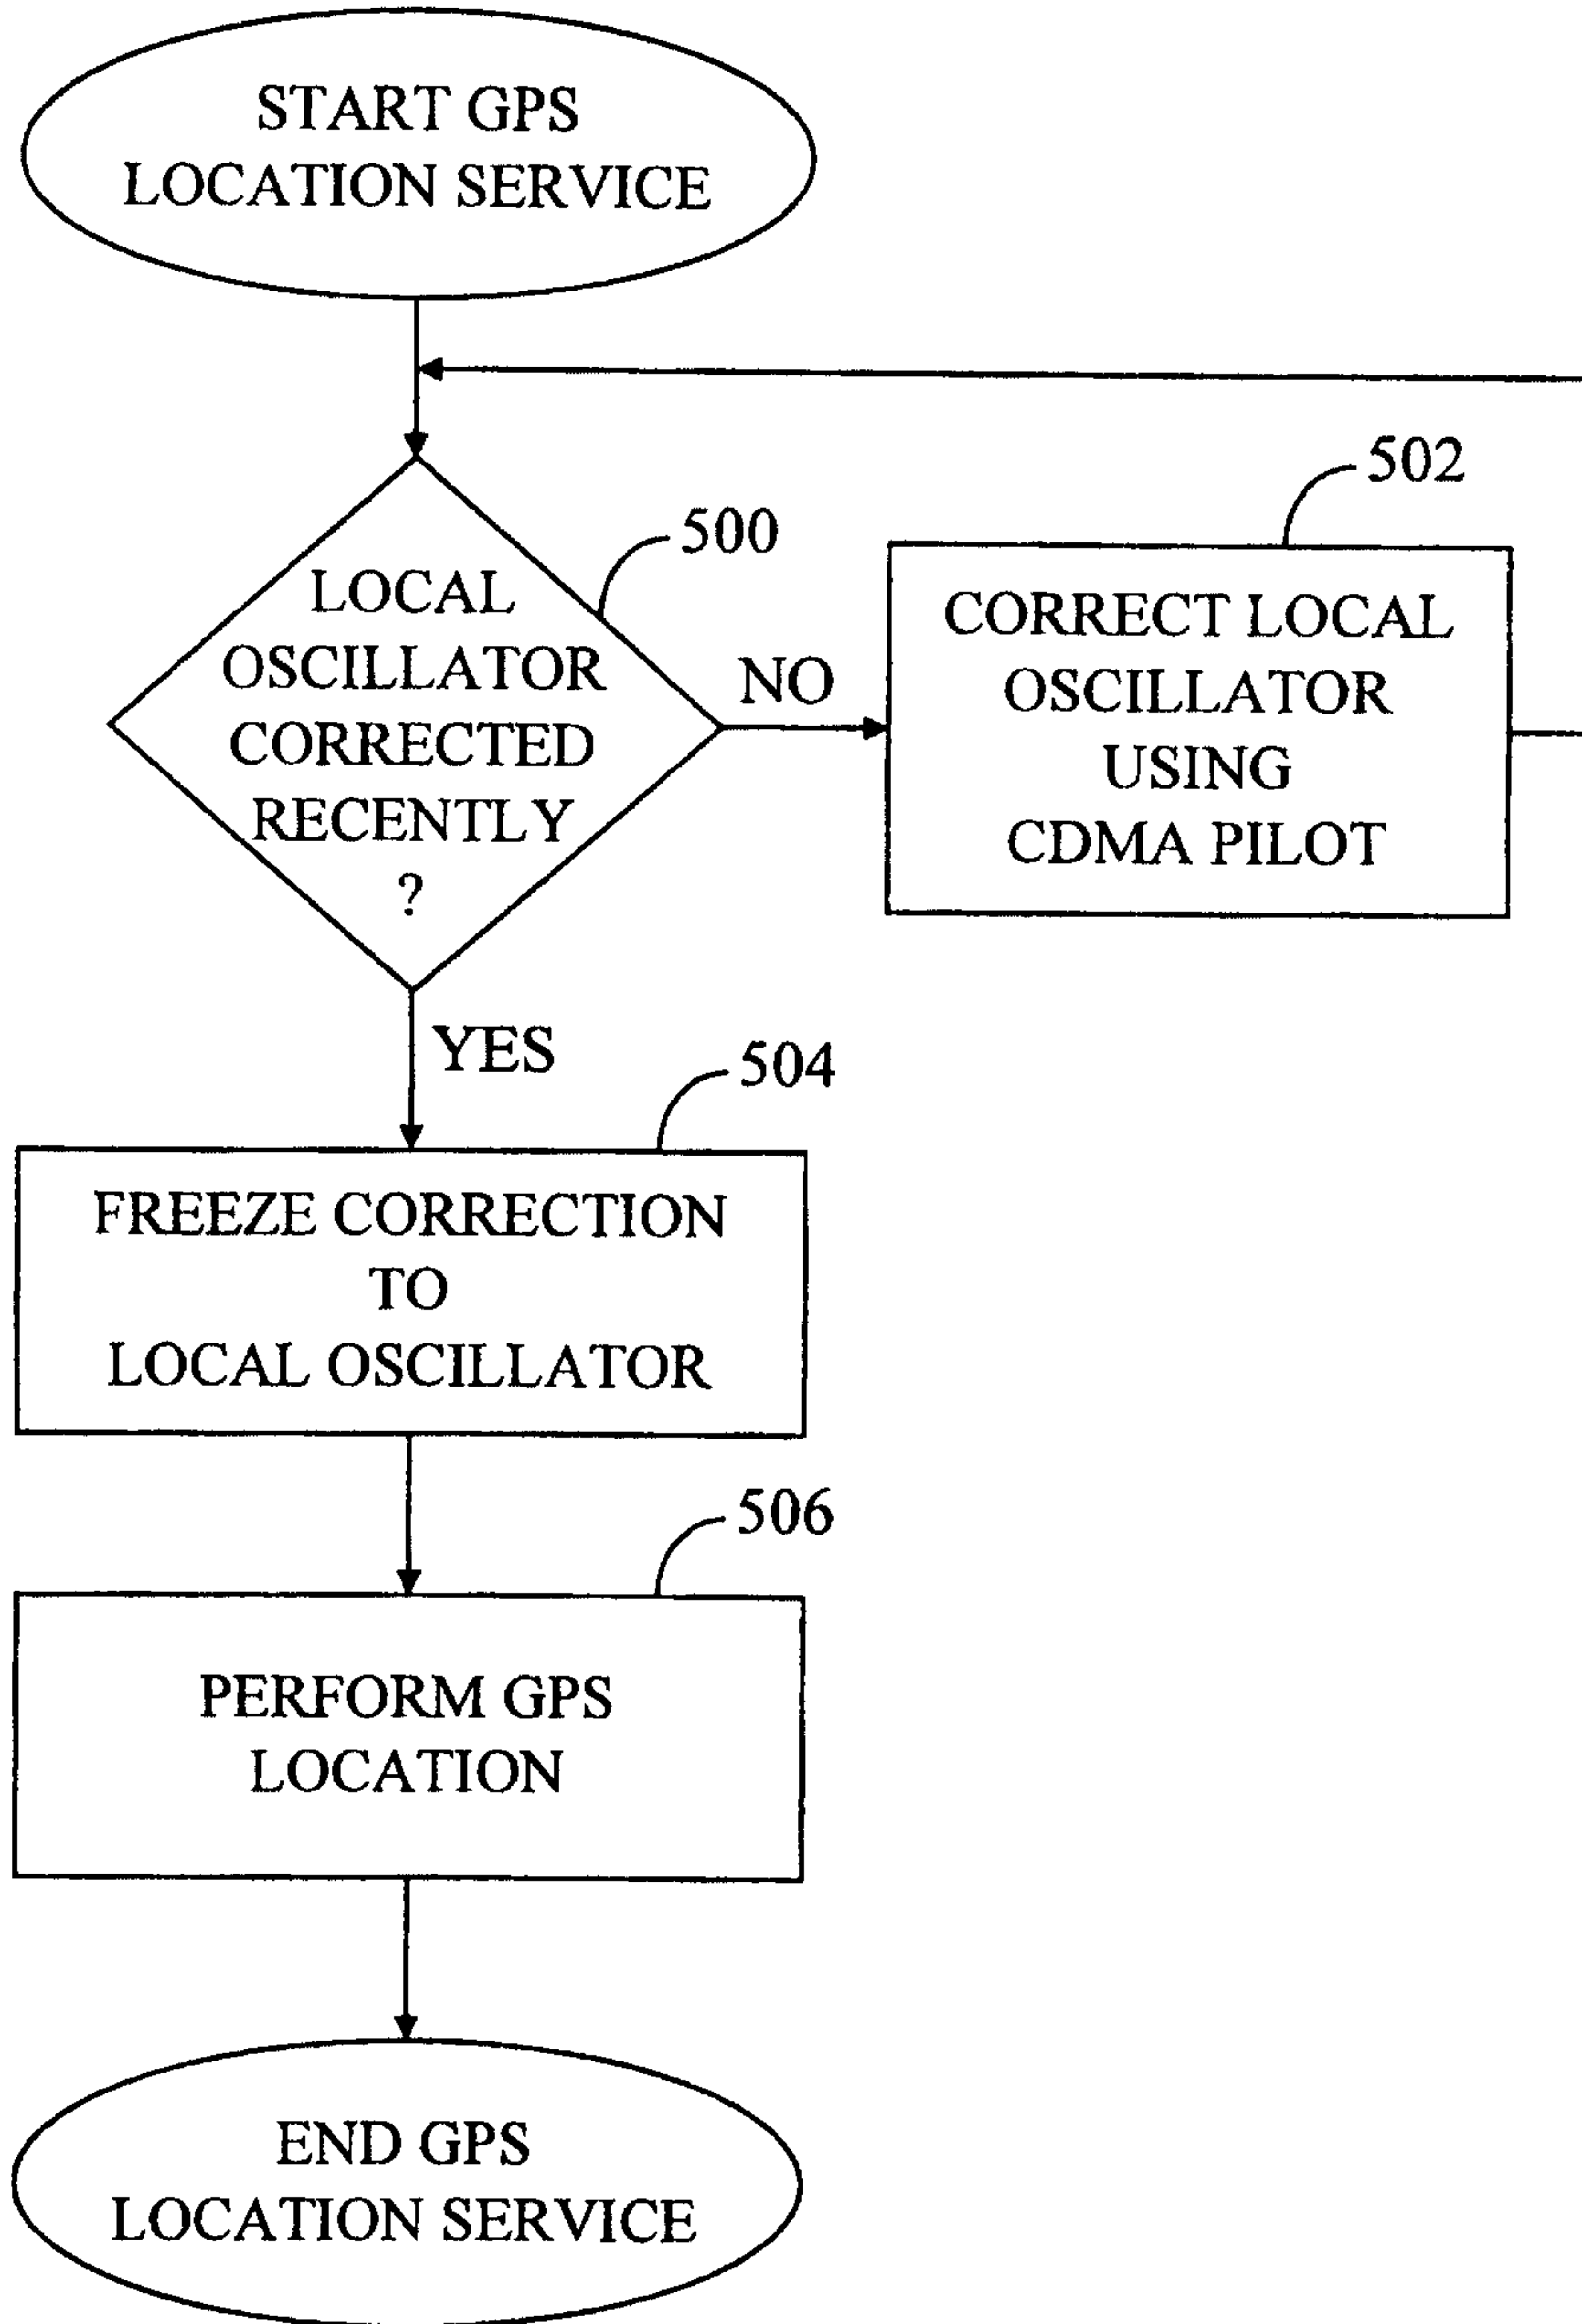 START GPS
LOCATION SERVICE
500
LOCAL
OSCILLATOR
CORRECTED
RECENTLY
?
NO
502
CORRECT LOCAL
OSCILLATOR
USING
CDMA PILOT
YES
504
FREEZE CORRECTION
TO
LOCAL OSCILLATOR
506
PERFORM GPS
LOCATION
END GPS
LOCATION SERVICE